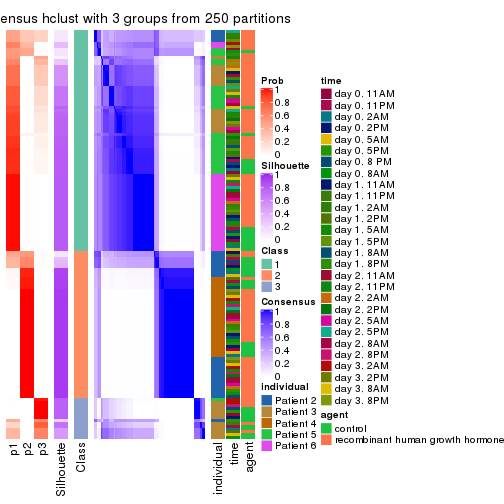 ensus hclust with 3 groups from 250 partitions
Prob
1
0.8
0.6
0.4
0.2
0
Silhouette
1
0.8
0.6
0.4
0.2
0
Class
1
2
3
Consensus
1
0.8
0.6
0.4
0.2
0
individual
Patient 2
Patient 3
Patient 4
Patient 5
Patient 6
time
day 0. 11AM
day 0. 11PM
day 0. 2AM
day 0. 2PM
day 0. 5AM
day 0. 5PM
day 0. 8 PM
day 0. 8AM
day 1. 11AM
day 1. 11PM
day 1. 2AM
day 1. 2PM
day 1. 5AM
day 1. 5PM
day 1. 8AM
day 1. 8PM
day 2. 11AM
day 2. 11PM
day 2. 2AM
day 2. 2PM
day 2. 5AM
day 2. 5PM
day 2. 8AM
day 2. 8PM
day 3. 2AM
day 3. 2PM
day 3. 8AM
day 3. 8PM
agent
control
recombinant human growth hormone
p1
p2
p3
Silhouette
Class
individual
time
agent